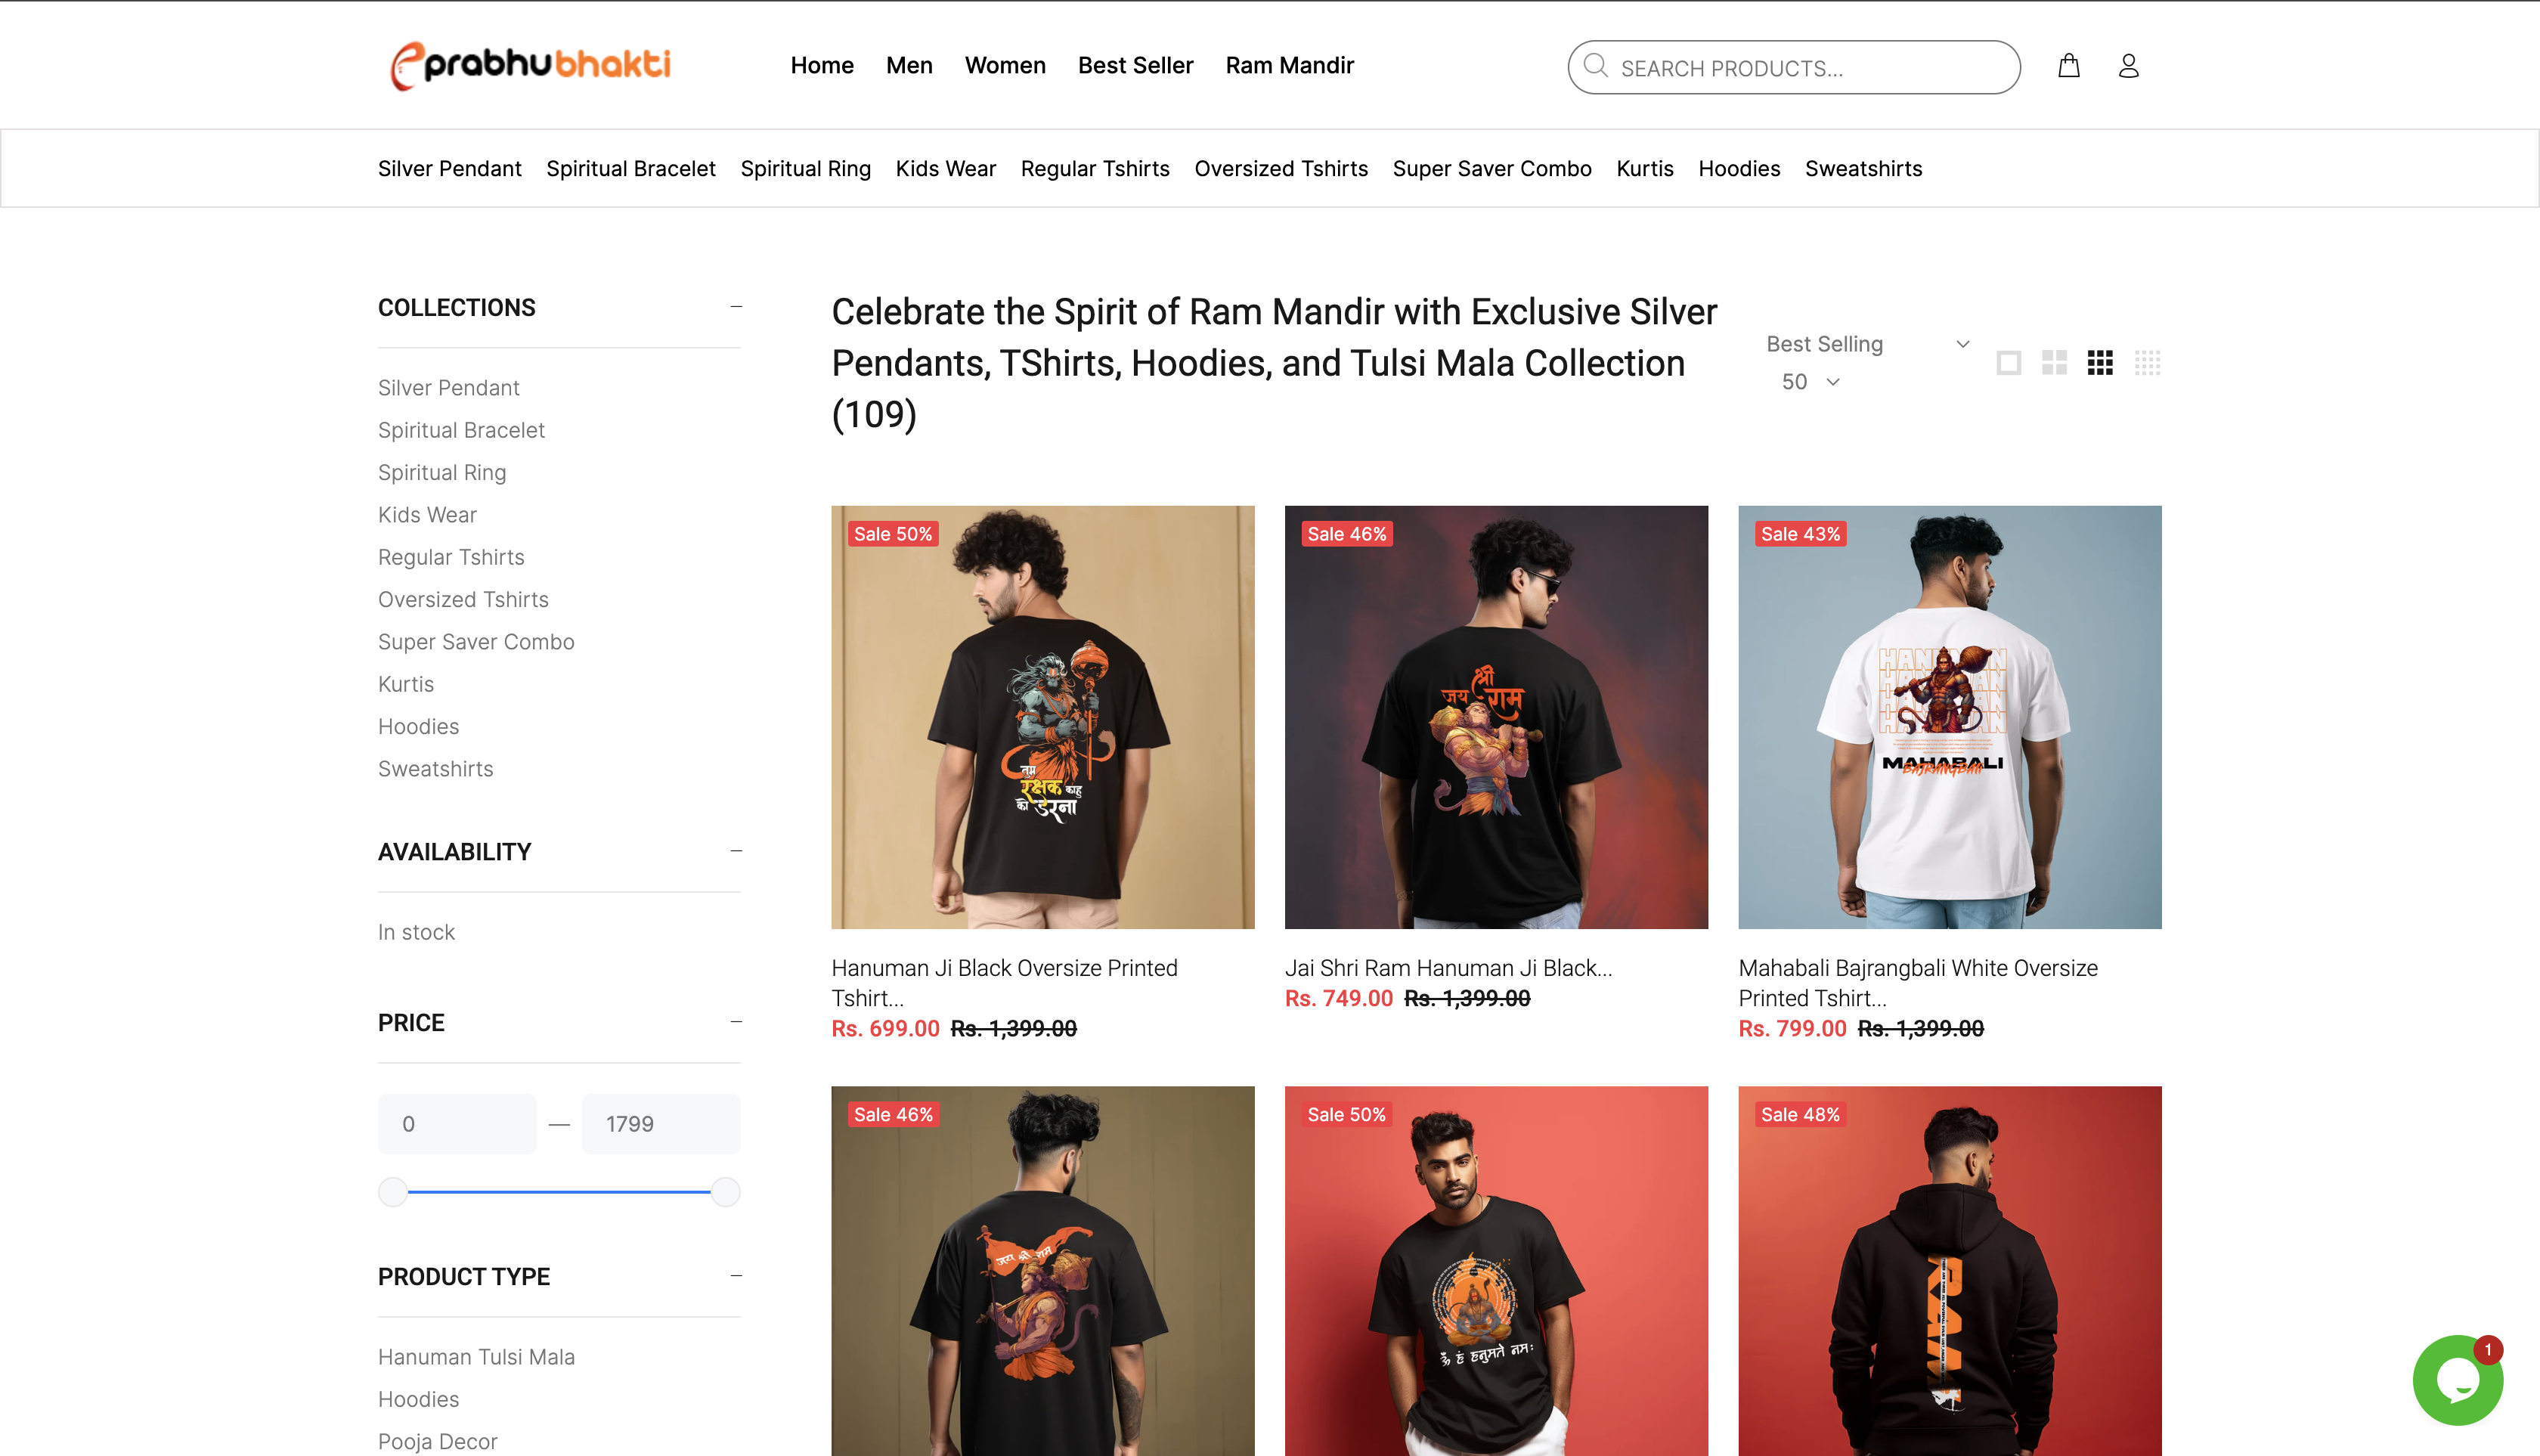 eprabhubhakti
Home Men Women Best Seller Ram Mandir
SEARCH PRODUCTS...
Silver Pendant Spiritual Bracelet Spiritual Ring Kids Wear Regular Tshirts Oversized Tshirts Super Saver Combo Kurtis Hoodies Sweatshirts
COLLECTIONS
Silver Pendant
Spiritual Bracelet
Spiritual Ring
Kids Wear
Regular Tshirts
Oversized Tshirts
Super Saver Combo
Kurtis
Hoodies
Sweatshirts
AVAILABILITY
In stock
PRICE
0 — 1799
PRODUCT TYPE
Hanuman Tulsi Mala
Hoodies
Pooja Decor
Celebrate the Spirit of Ram Mandir with Exclusive Silver
Pendants, TShirts, Hoodies, and Tulsi Mala Collection
(109)
Best Selling
50
Sale 50%
तुम
रक्षक काहु
को डरना
Hanuman Ji Black Oversize Printed
Tshirt...
Rs. 699.00 Rs. 1,399.00
Sale 46%
जय श्री राम
Jai Shri Ram Hanuman Ji Black...
Rs. 749.00 Rs. 1,399.00
Sale 43%
MAHABALI
BAJRANGBALI
Mahabali Bajrangbali White Oversize
Printed Tshirt...
Rs. 799.00 Rs. 1,399.00
Sale 46%
जय श्री राम
Sale 50%
ॐ हं हनुमते नमः
Sale 48%
RAM
1